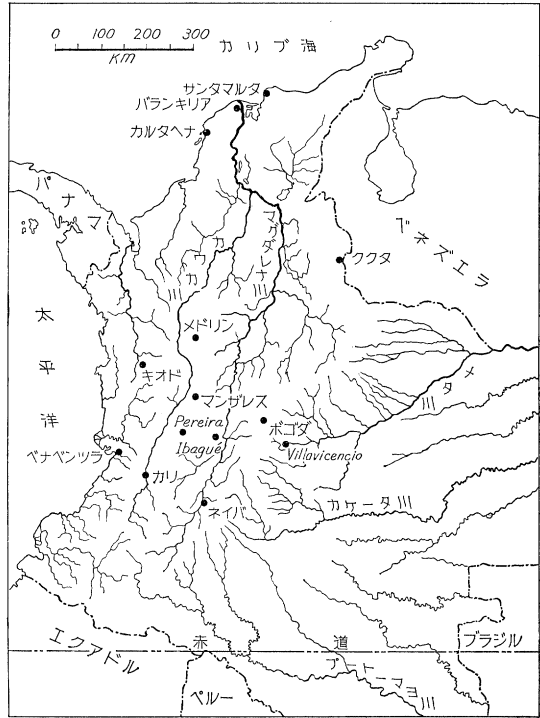 0 100 200 300
KM
カリブ海
サンタマルタ
バランキリア
カルタヘナ
パナマ
マグダレナ川
カウカ川
ベネズエラ
ククタ
太平洋
メドリン
メタ川
キオド
マンザレス
Pereira
ボゴダ
Ibagué
Villavicencio
ベナベンツラ
カリ
ネイバ
カケータ川
赤道
ブラジル
エクアドル
プートーマヨ川
ペルー